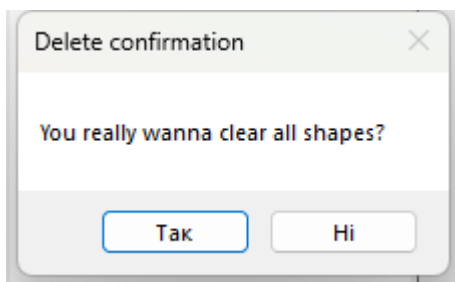 Delete confirmation
You really wanna clear all shapes?
Так
Ні